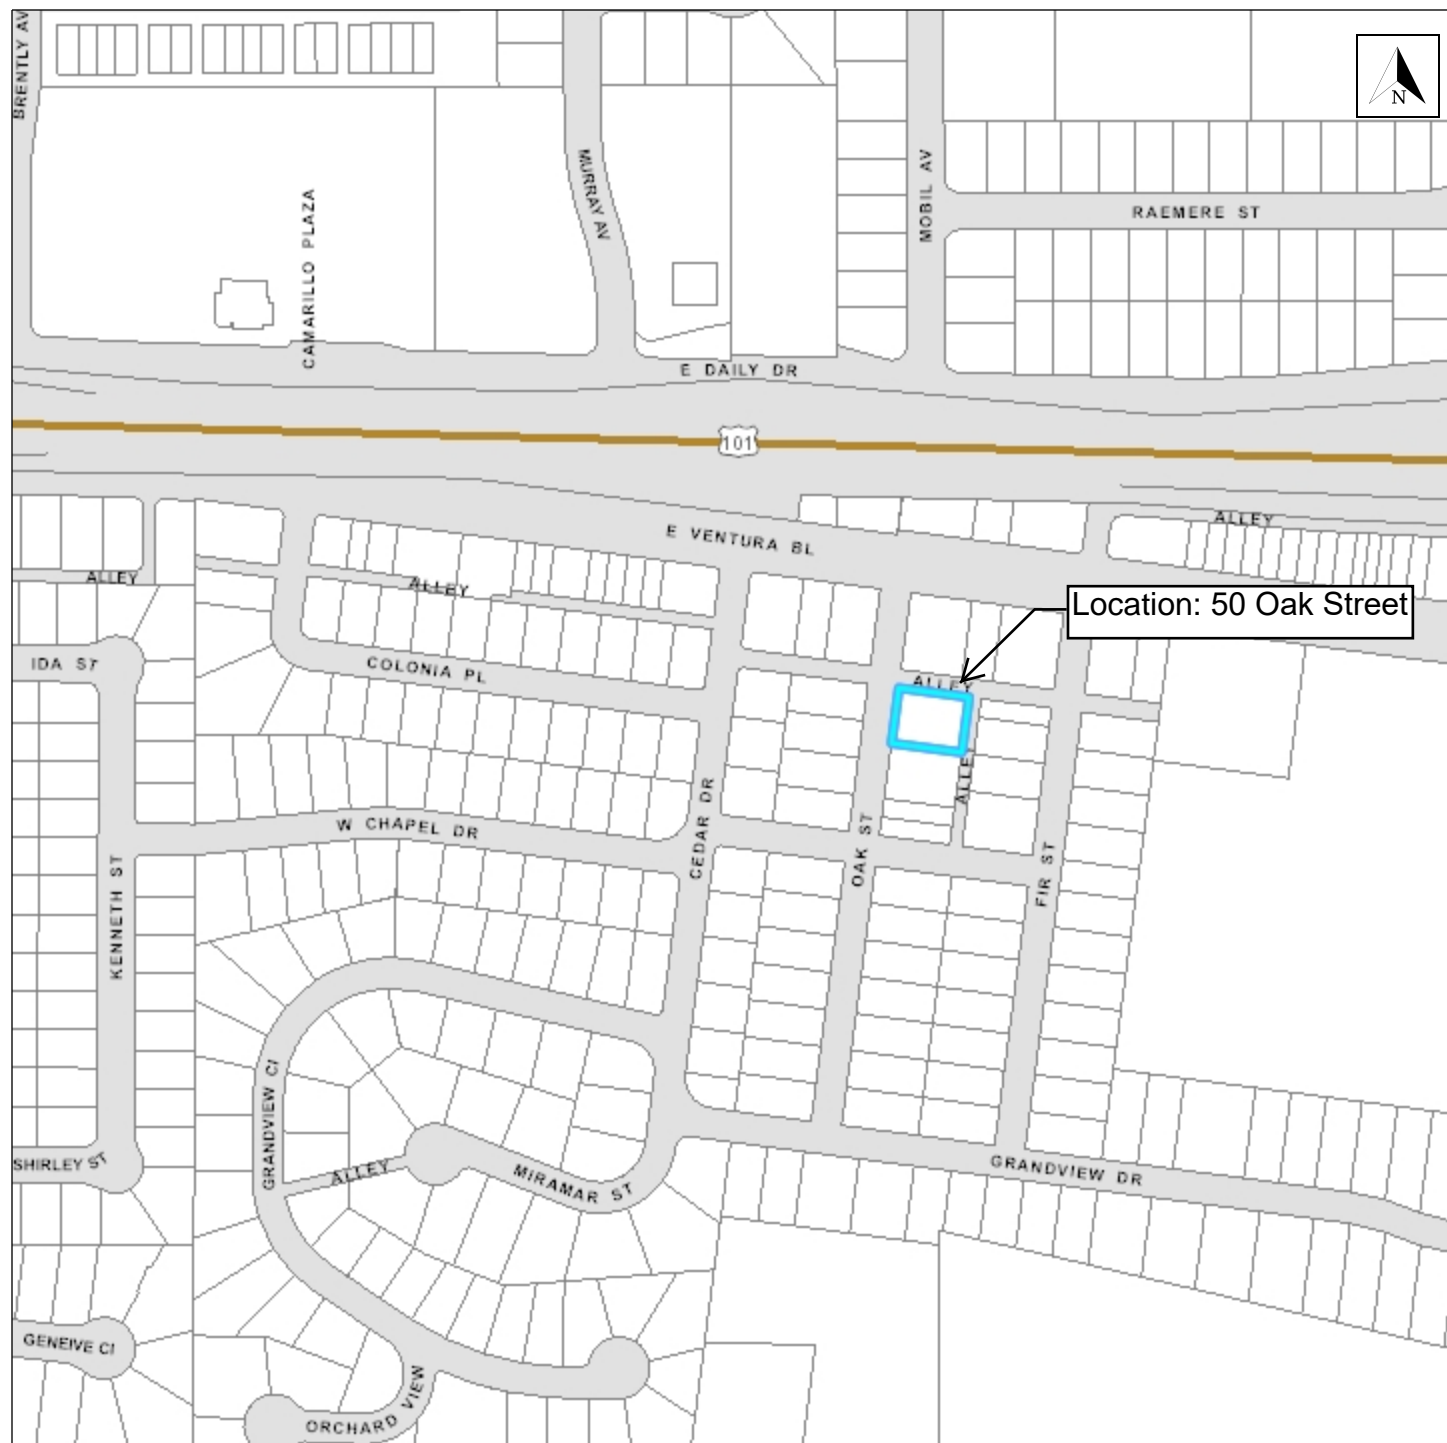 BRENTLY AV
N
MURRAY AV
MOBIL AV
RAEMERE ST
CAMARILLO PLAZA
E DAILY DR
101
ALLEY
E VENTURA BL
ALLEY
ALLEY
Location: 50 Oak Street
IDA ST
COLONIA PL
ALLEY
ALLEY
W CHAPEL DR
CEDAR DR
OAK ST
FIR ST
KENNETH ST
GRANDVIEW CI
SHIRLEY ST
ALLEY
MIRAMAR ST
GRANDVIEW DR
GENEIVE CI
ORCHARD VIEW